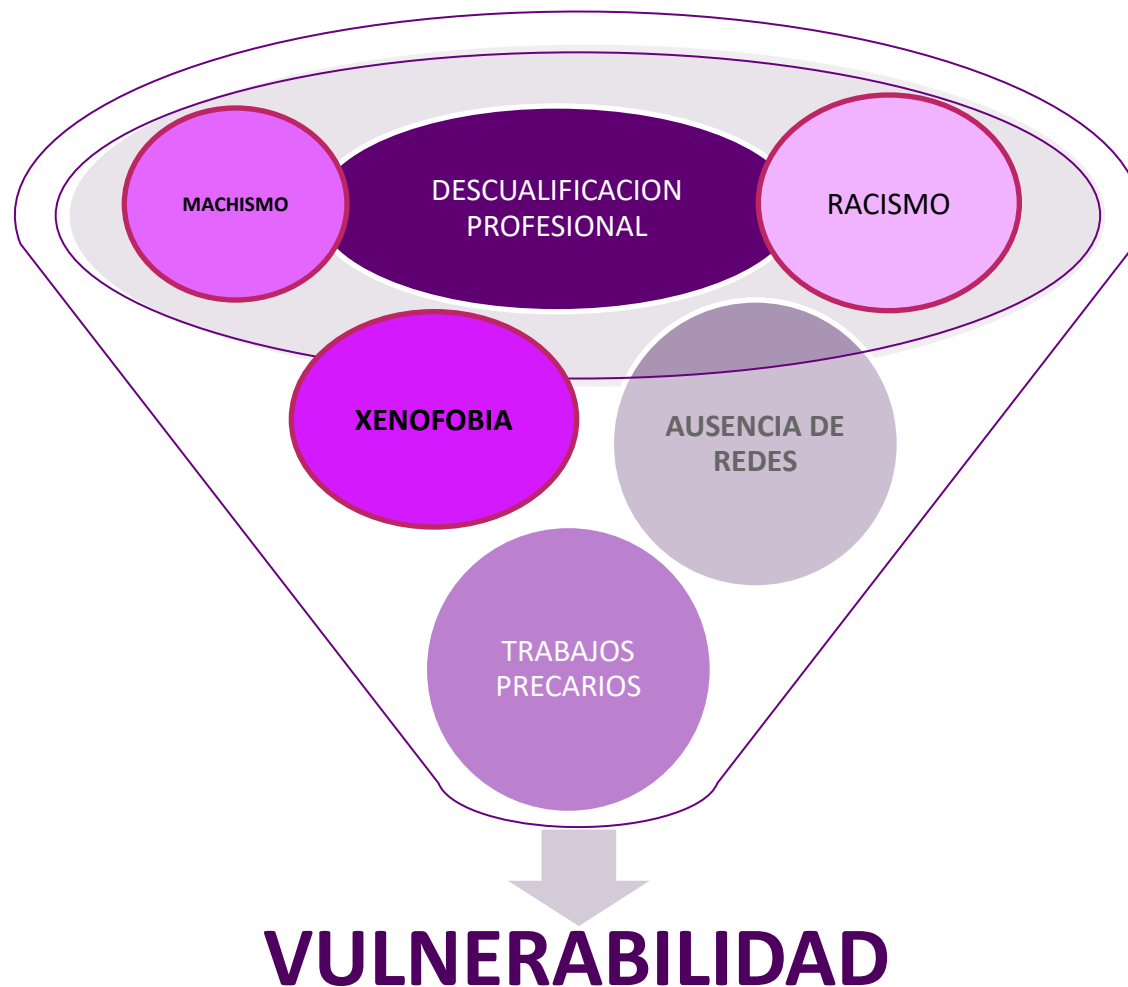 MACHISMO
DESCUALIFICACION
PROFESIONAL
RACISMO
XENOFOBIA
AUSENCIA DE
REDES
TRABAJOS
PRECARIOS
VULNERABILIDAD